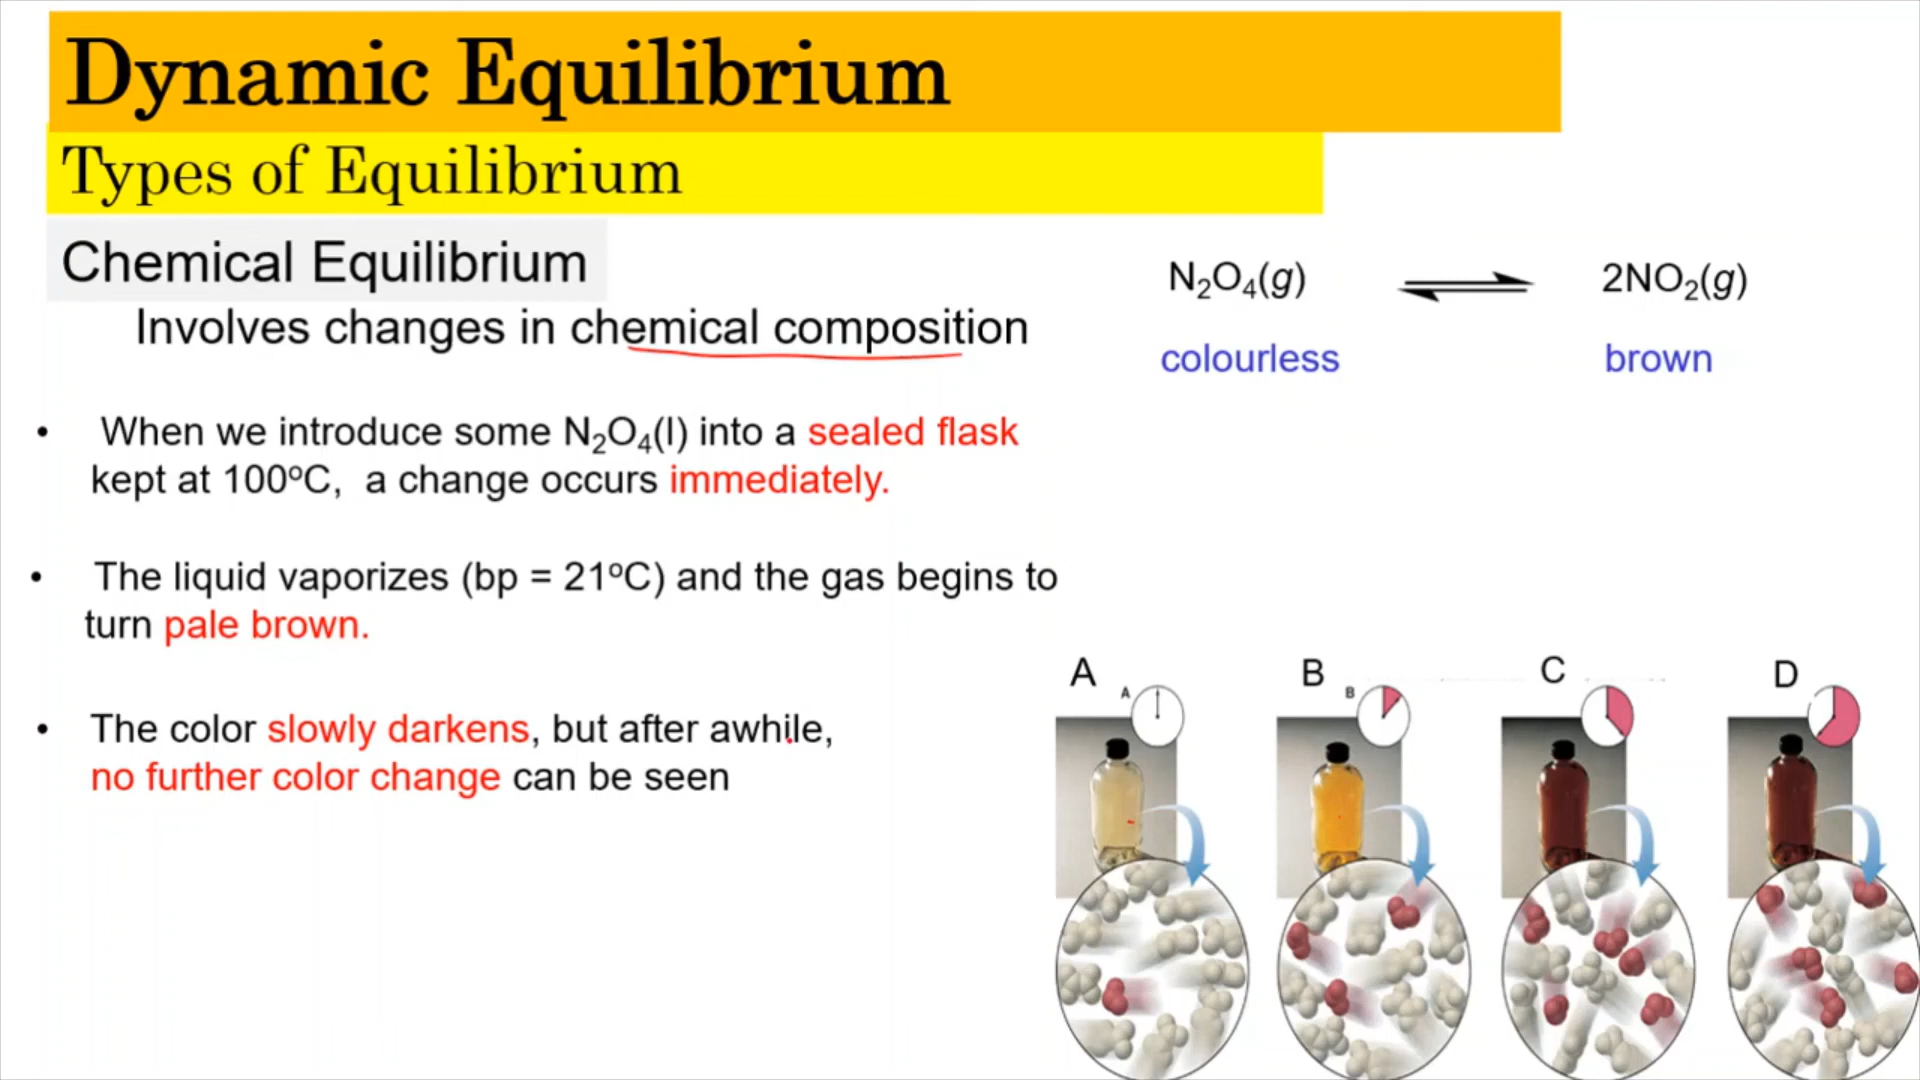 Dynamic Equilibrium
Types of Equilibrium
Chemical Equilibrium
Involves changes in chemical composition
N₂O₄(g) ⇌ 2NO₂(g)
colourless brown
• When we introduce some N₂O₄(l) into a sealed flask
kept at 100ºC, a change occurs immediately.
• The liquid vaporizes (bp = 21ºC) and the gas begins to
turn pale brown.
• The color slowly darkens, but after awhile,
no further color change can be seen
A B C D
A B